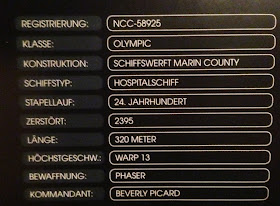 REGISTRIERUNG: NCC-58925
KLASSE: OLYMPIC
KONSTRUKTION: SCHIFFSWERFT MARIN COUNTY
SCHIFFSTYP: HOSPITALSCHIFF
STAPELLAUF: 24. JAHRHUNDERT
ZERSTÖRT: 2395
LÄNGE: 320 METER
HÖCHSTGESCHW.: WARP 13
BEWAFFNUNG: PHASER
KOMMANDANT: BEVERLY PICARD